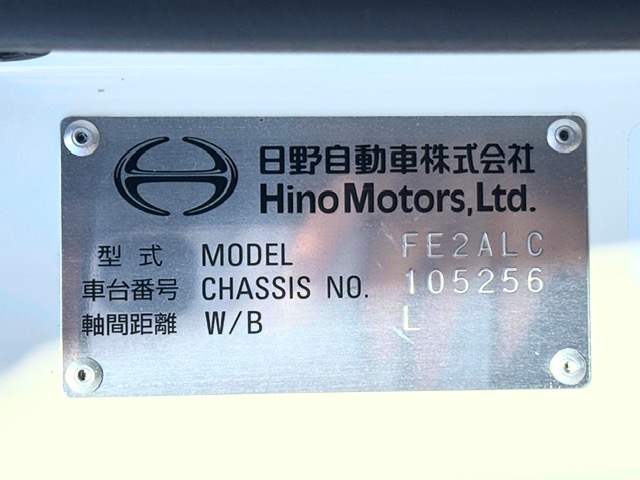 日野自動車株式会社
Hino Motors, Ltd.
型式 MODEL FE2ALC
車台番号 CHASSIS NO. 105256
軸間距離 W/B L